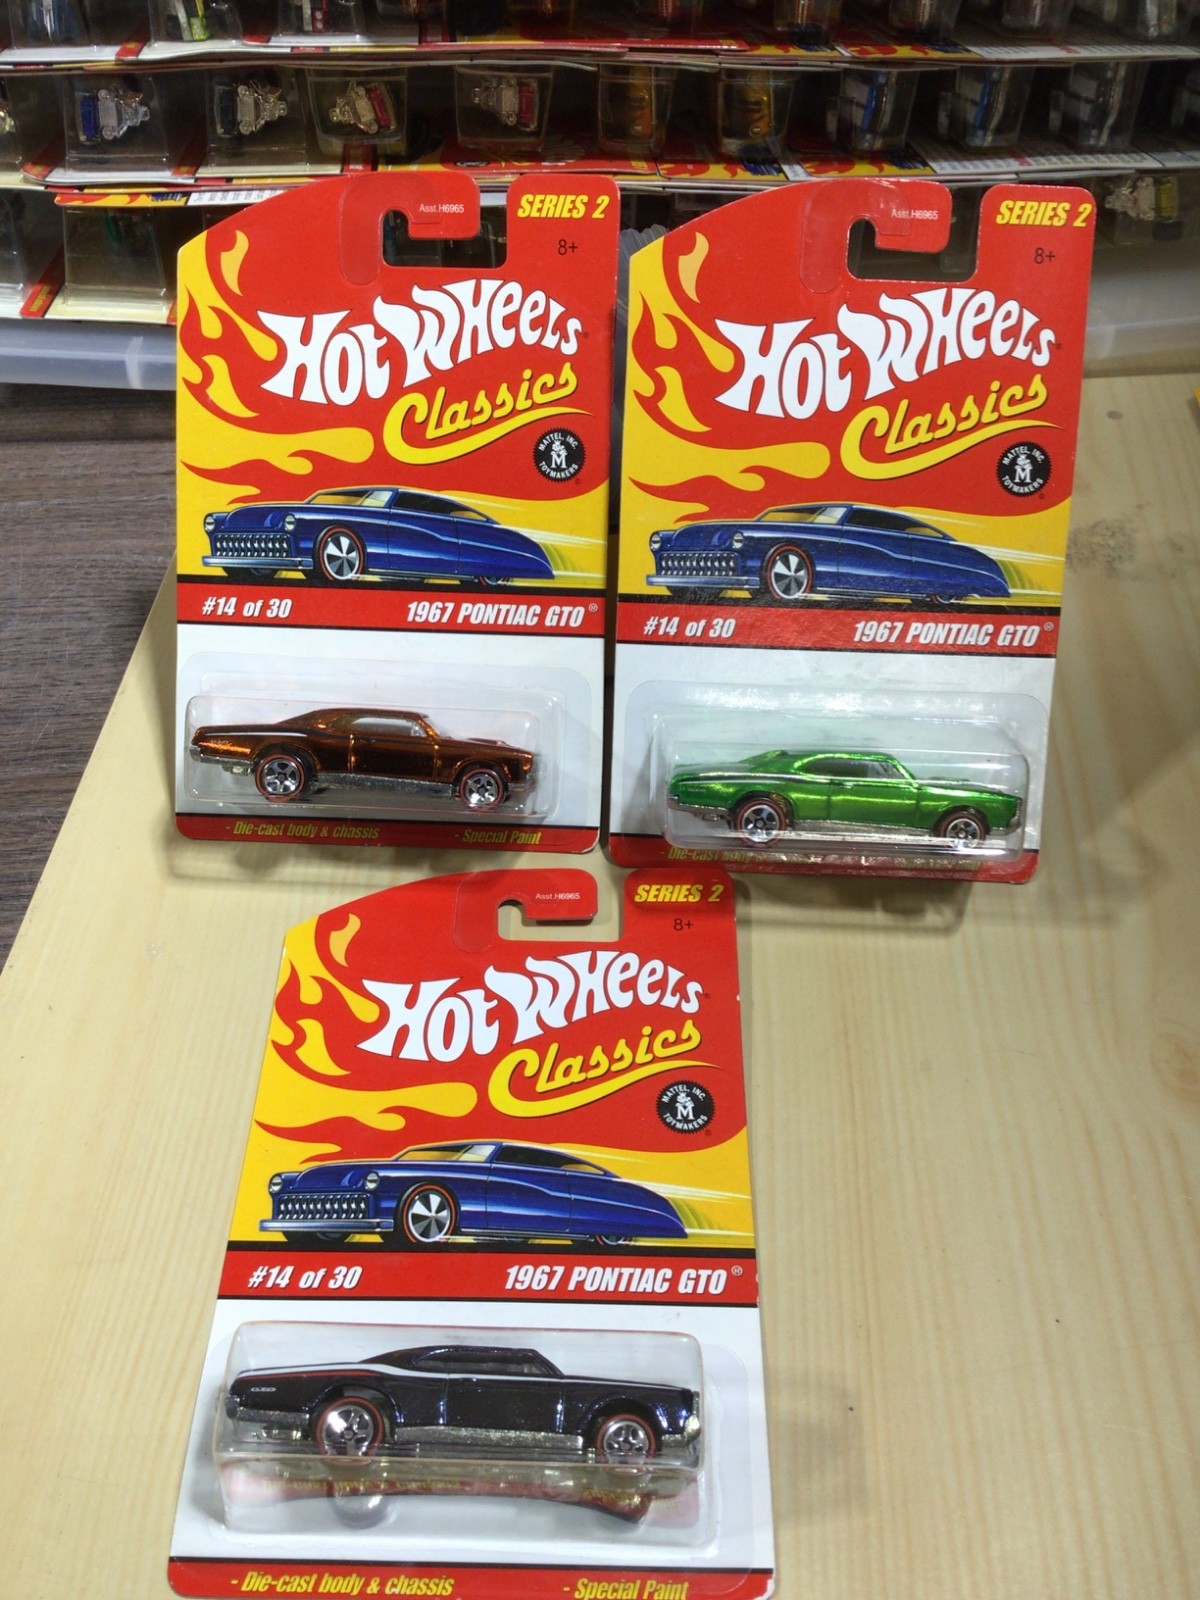 Asst.H6965
SERIES 2
8+
HOT WHEELS
Classics
MATTEL, INC.
M
TOYMAKERS
#14 of 30
1967 PONTIAC GTO®
- Die-cast body & chassis
- Special Paint
Asst.H6965
SERIES 2
8+
HOT WHEELS
Classics
MATTEL, INC.
M
TOYMAKERS
#14 of 30
1967 PONTIAC GTO®
- Die-cast body
Asst.H6965
SERIES 2
8+
HOT WHEELS
Classics
MATTEL, INC.
M
TOYMAKERS
#14 of 30
1967 PONTIAC GTO®
- Die-cast body & chassis
- Special Paint